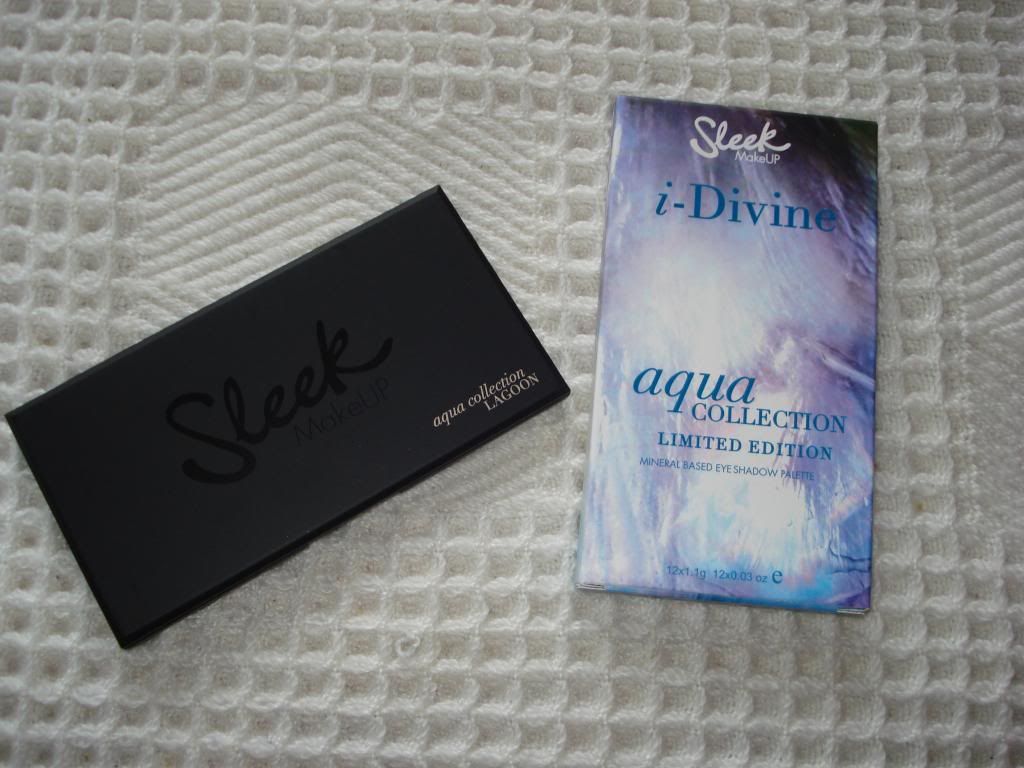 Sleek
MakeUP
aqua collection
LAGOON
Sleek
MakeUP
i-Divine
aqua
COLLECTION
LIMITED EDITION
MINERAL BASED EYE SHADOW PALETTE
12x1.1g 12x0.03 oz e